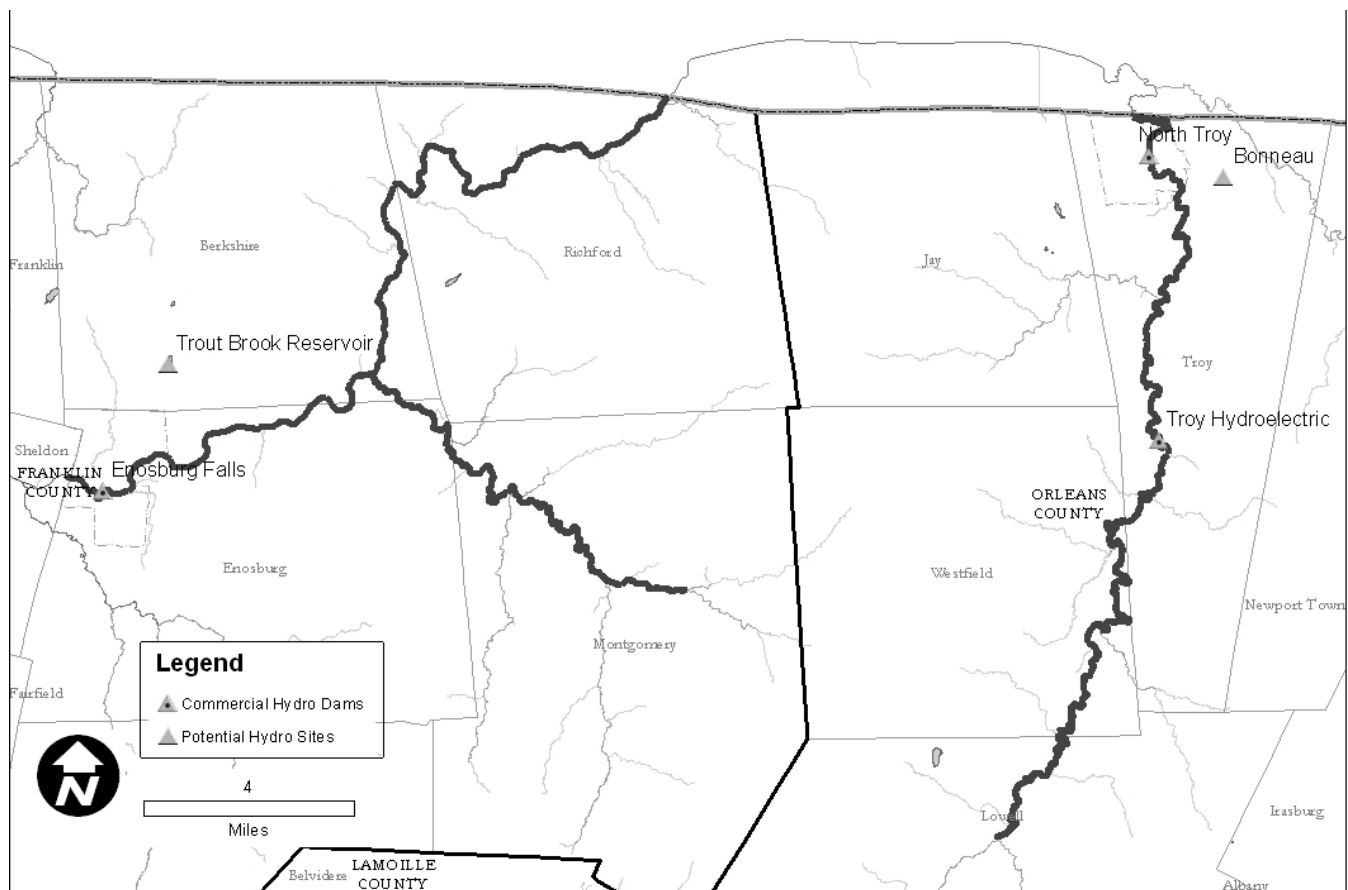 North Troy
Bonneau
Berkshire
Richford
Franklin
Jay
Trout Brook Reservoir
Troy
Troy Hydroelectric
Sheldon
Enosburg Falls
FRANKLIN
COUNTY
ORLEANS
COUNTY
Enosburg
Westfield
Newport Town
Montgomery
Legend
Fairfield
Commercial Hydro Dams
Potential Hydro Sites
N
4
Miles
Lowell
Irasburg
LAMOILLE
COUNTY
Belvidere
Albany